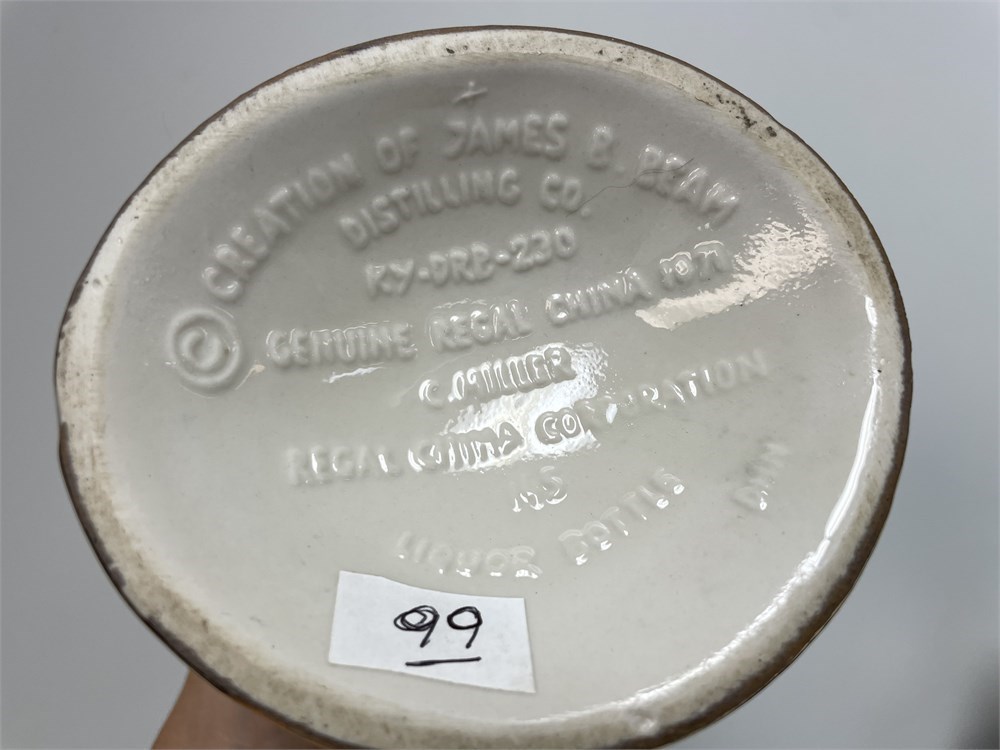 CREATION OF JAMES B. BEAM
DISTILLING CO.
KY-DRB-230
© GENUINE REGAL CHINA 1971
C. MILLER
REGAL CHINA CORPORATION
LIQUOR BOTTLE
99